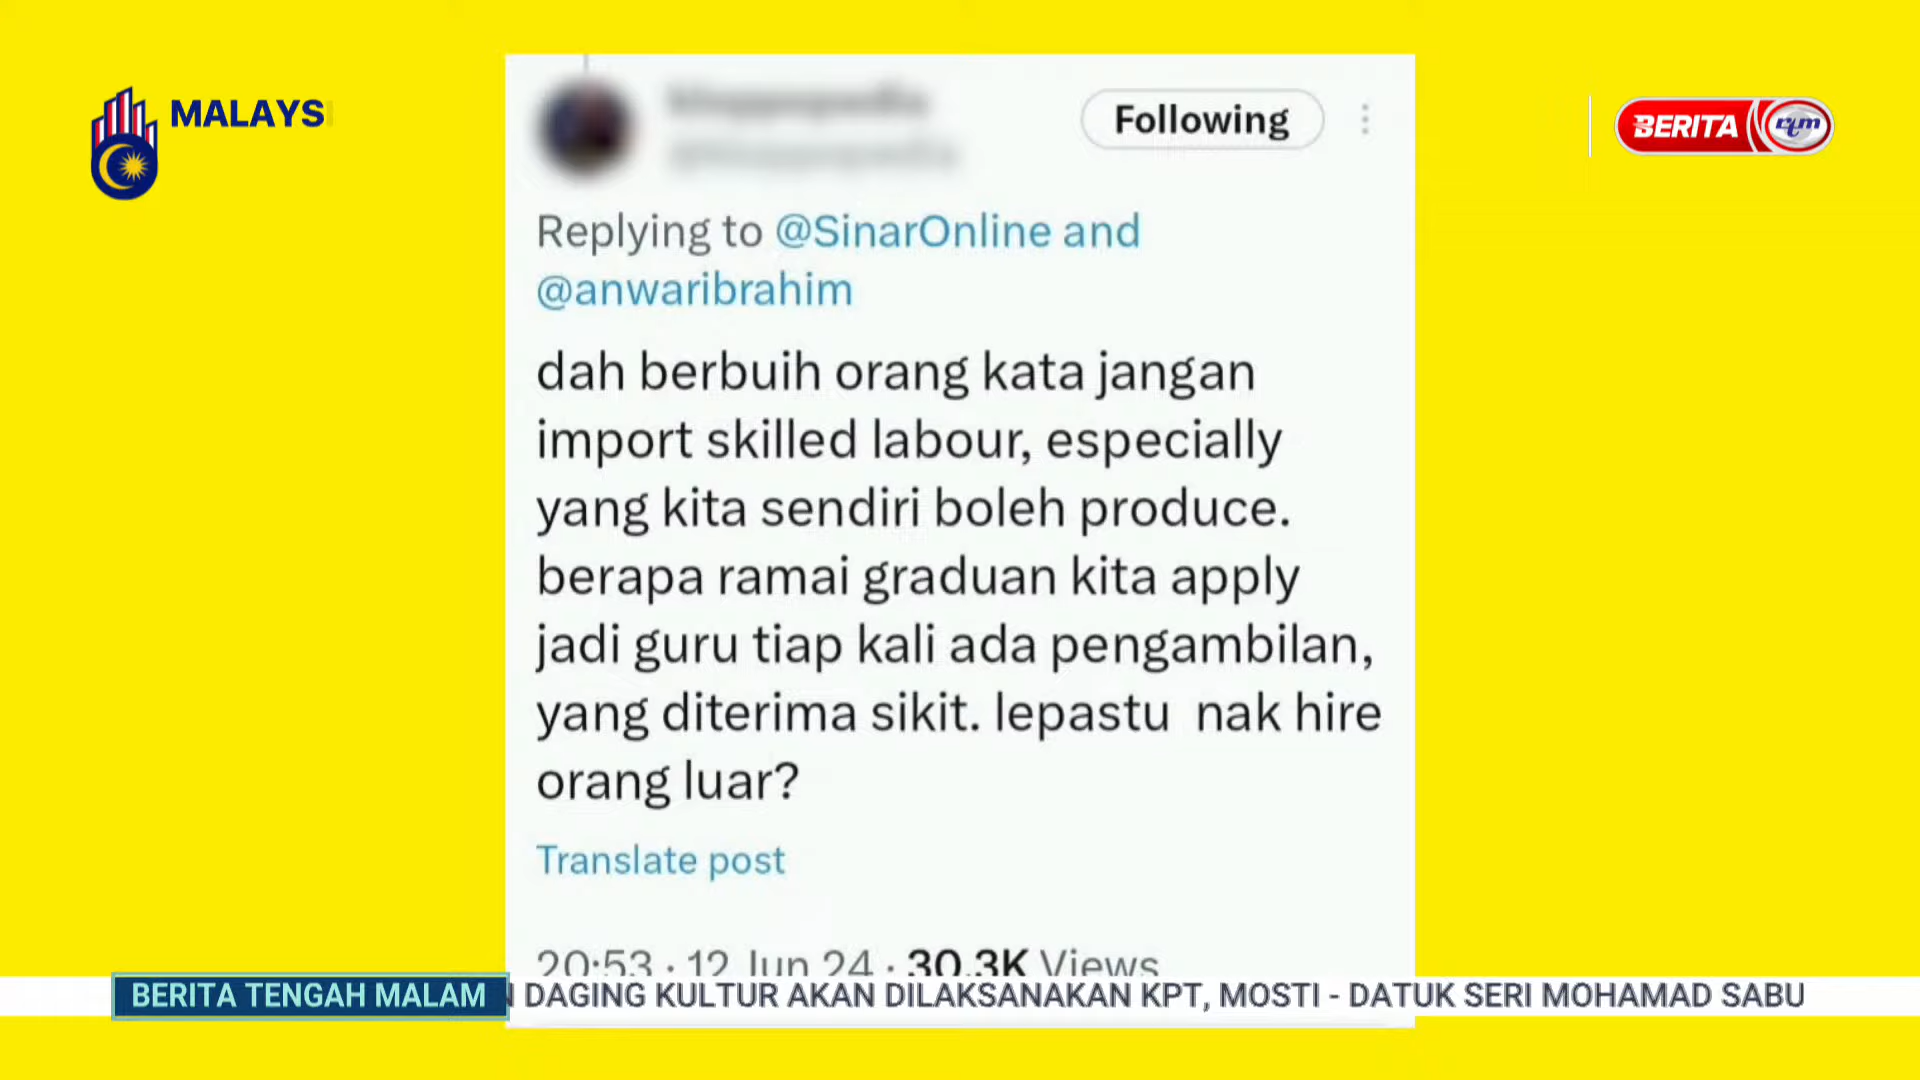 MALAYS
BERITA rtm
Following
Replying to @SinarOnline and
@anwaribrahim
dah berbuih orang kata jangan
import skilled labour, especially
yang kita sendiri boleh produce.
berapa ramai graduan kita apply
jadi guru tiap kali ada pengambilan,
yang diterima sikit. lepastu nak hire
orang luar?
Translate post
20:53 · 12 Jun 24 · 30.3K Views
BERITA TENGAH MALAM
DAGING KULTUR AKAN DILAKSANAKAN KPT, MOSTI - DATUK SERI MOHAMAD SABU